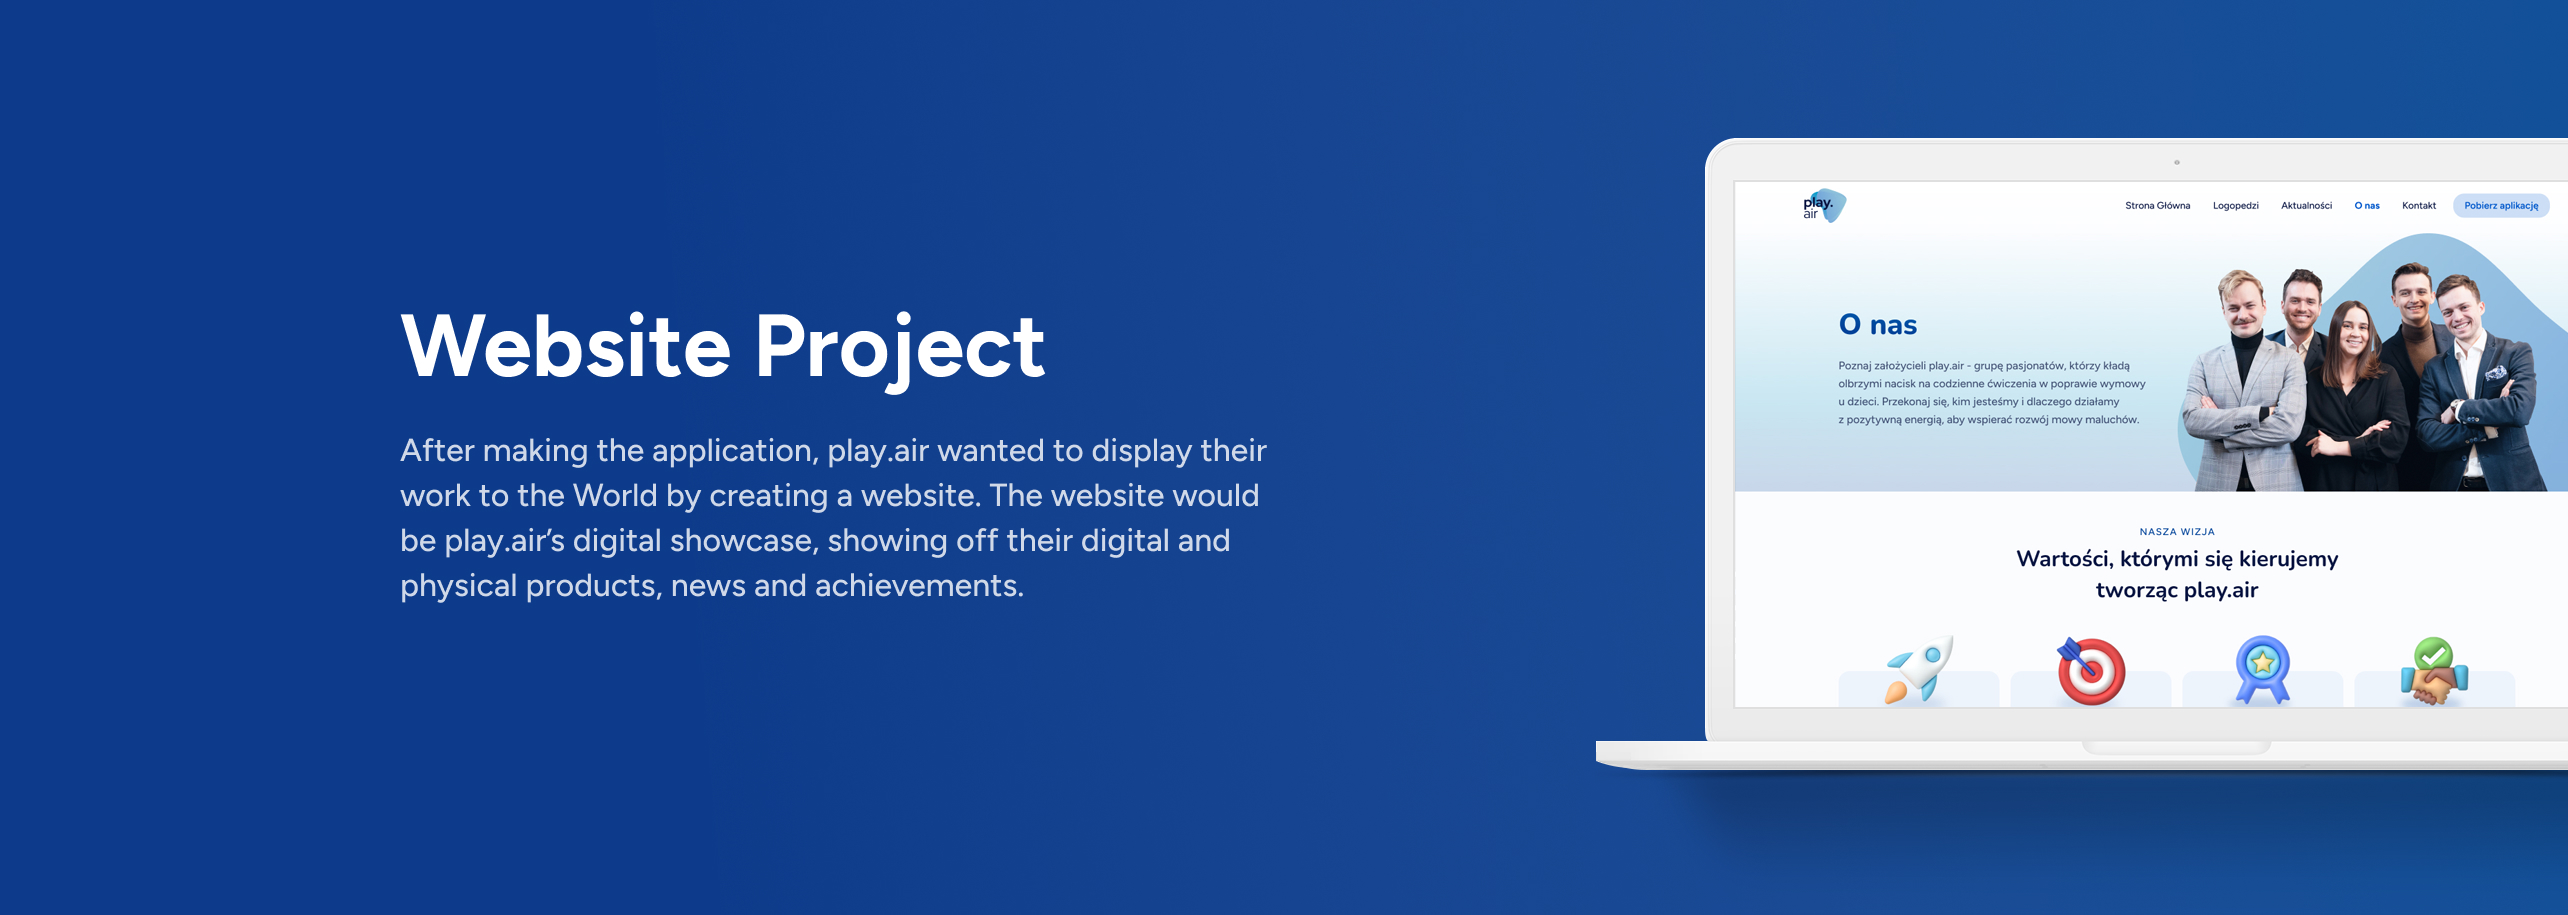 Website Project
After making the application, play.air wanted to display their
work to the World by creating a website. The website would
be play.air’s digital showcase, showing off their digital and
physical products, news and achievements.
play.
air
Strona Główna Logopedzi Aktualności O nas Kontakt Pobierz aplikację
O nas
Poznaj założycieli play.air - grupę pasjonatów, którzy kładą
olbrzymi nacisk na codzienne ćwiczenia w poprawie wymowy
u dzieci. Przekonaj się, kim jesteśmy i dlaczego działamy
z pozytywną energią, aby wspierać rozwój mowy maluchów.
NASZA WIZJA
Wartości, którymi się kierujemy
tworząc play.air